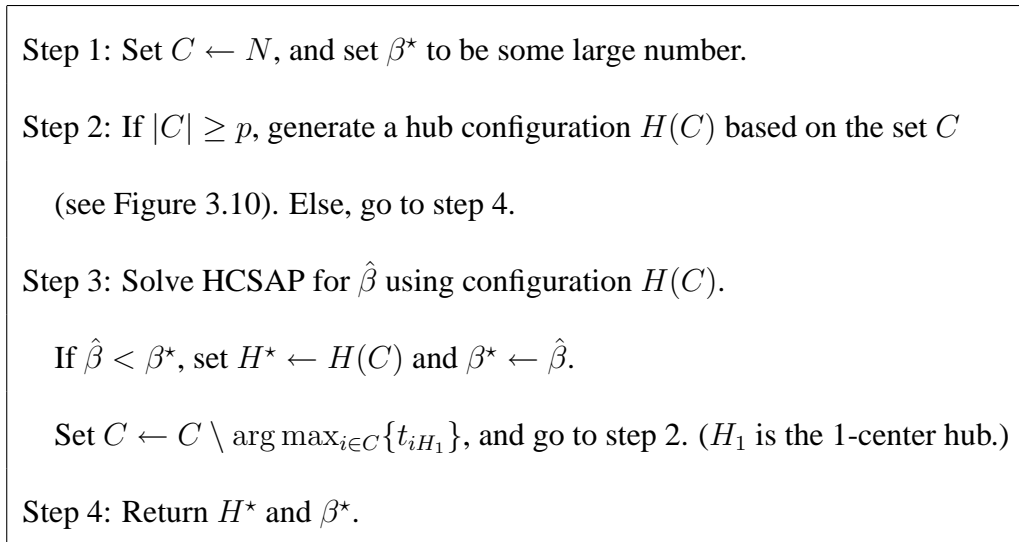 Step 1: Set C ← N, and set β⋆ to be some large number.
Step 2: If |C| ≥ p, generate a hub configuration H(C) based on the set C
(see Figure 3.10). Else, go to step 4.
Step 3: Solve HCSAP for β̂ using configuration H(C).
If β̂ < β⋆, set H⋆ ← H(C) and β⋆ ← β̂.
Set C ← C \ arg max_{i∈C}{t_{iH_1}}, and go to step 2. (H_1 is the 1-center hub.)
Step 4: Return H⋆ and β⋆.